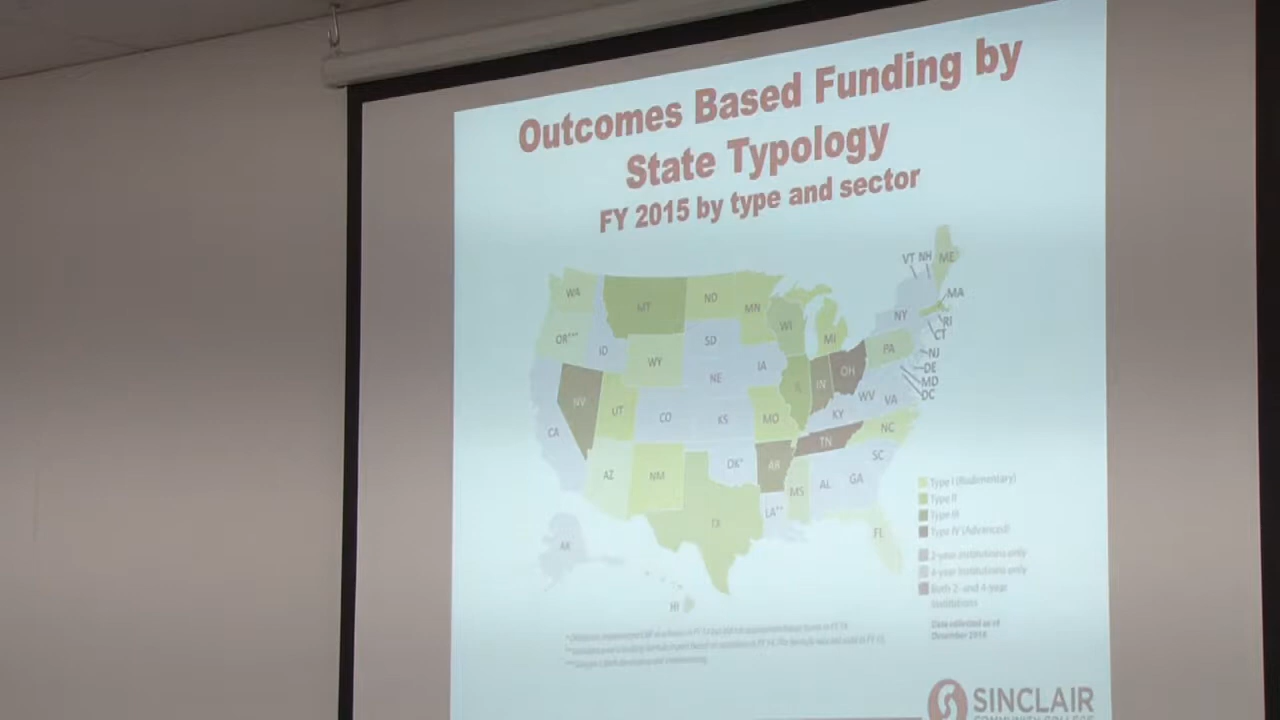 Outcomes Based Funding by
State Typology
FY 2015 by type and sector
VT NH ME
WA
MT
ND
MN
MA
OR***
ID
SD
WI
MI
NY
RI
CT
WY
IA
PA
NJ
NE
OH
DE
NV
UT
CO
KS
MO
IL
IN
WV
VA
MD
DC
CA
KY
NC
TN
AZ
NM
OK*
AR
SC
MS
AL
GA
TX
LA**
FL
AK
HI
Type I (Rudimentary)
Type II
Type III
Type IV (Advanced)
2-year institutions only
4-year institutions only
Both 2- and 4-year
institutions
Data collected as of
December 2014
SINCLAIR
COMMUNITY COLLEGE